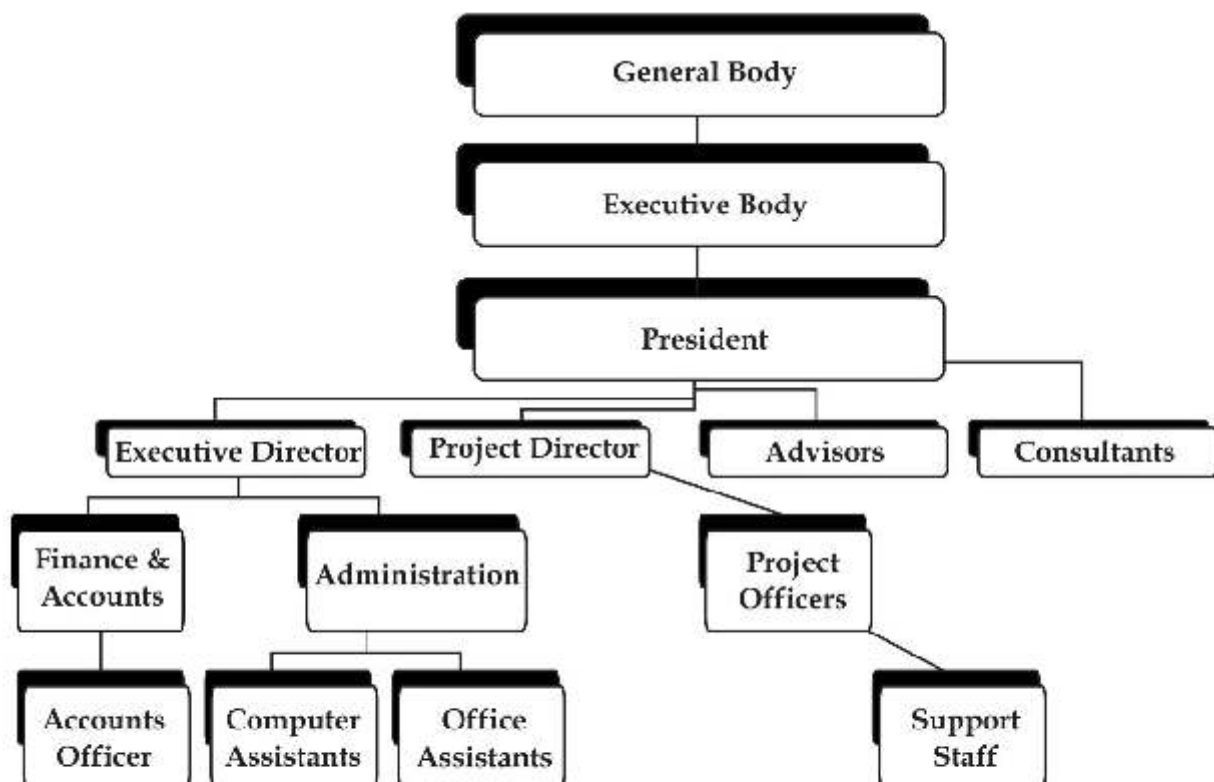 General Body
Executive Body
President
Executive Director
Project Director
Advisors
Consultants
Finance &
Accounts
Administration
Project
Officers
Accounts
Officer
Computer
Assistants
Office
Assistants
Support
Staff